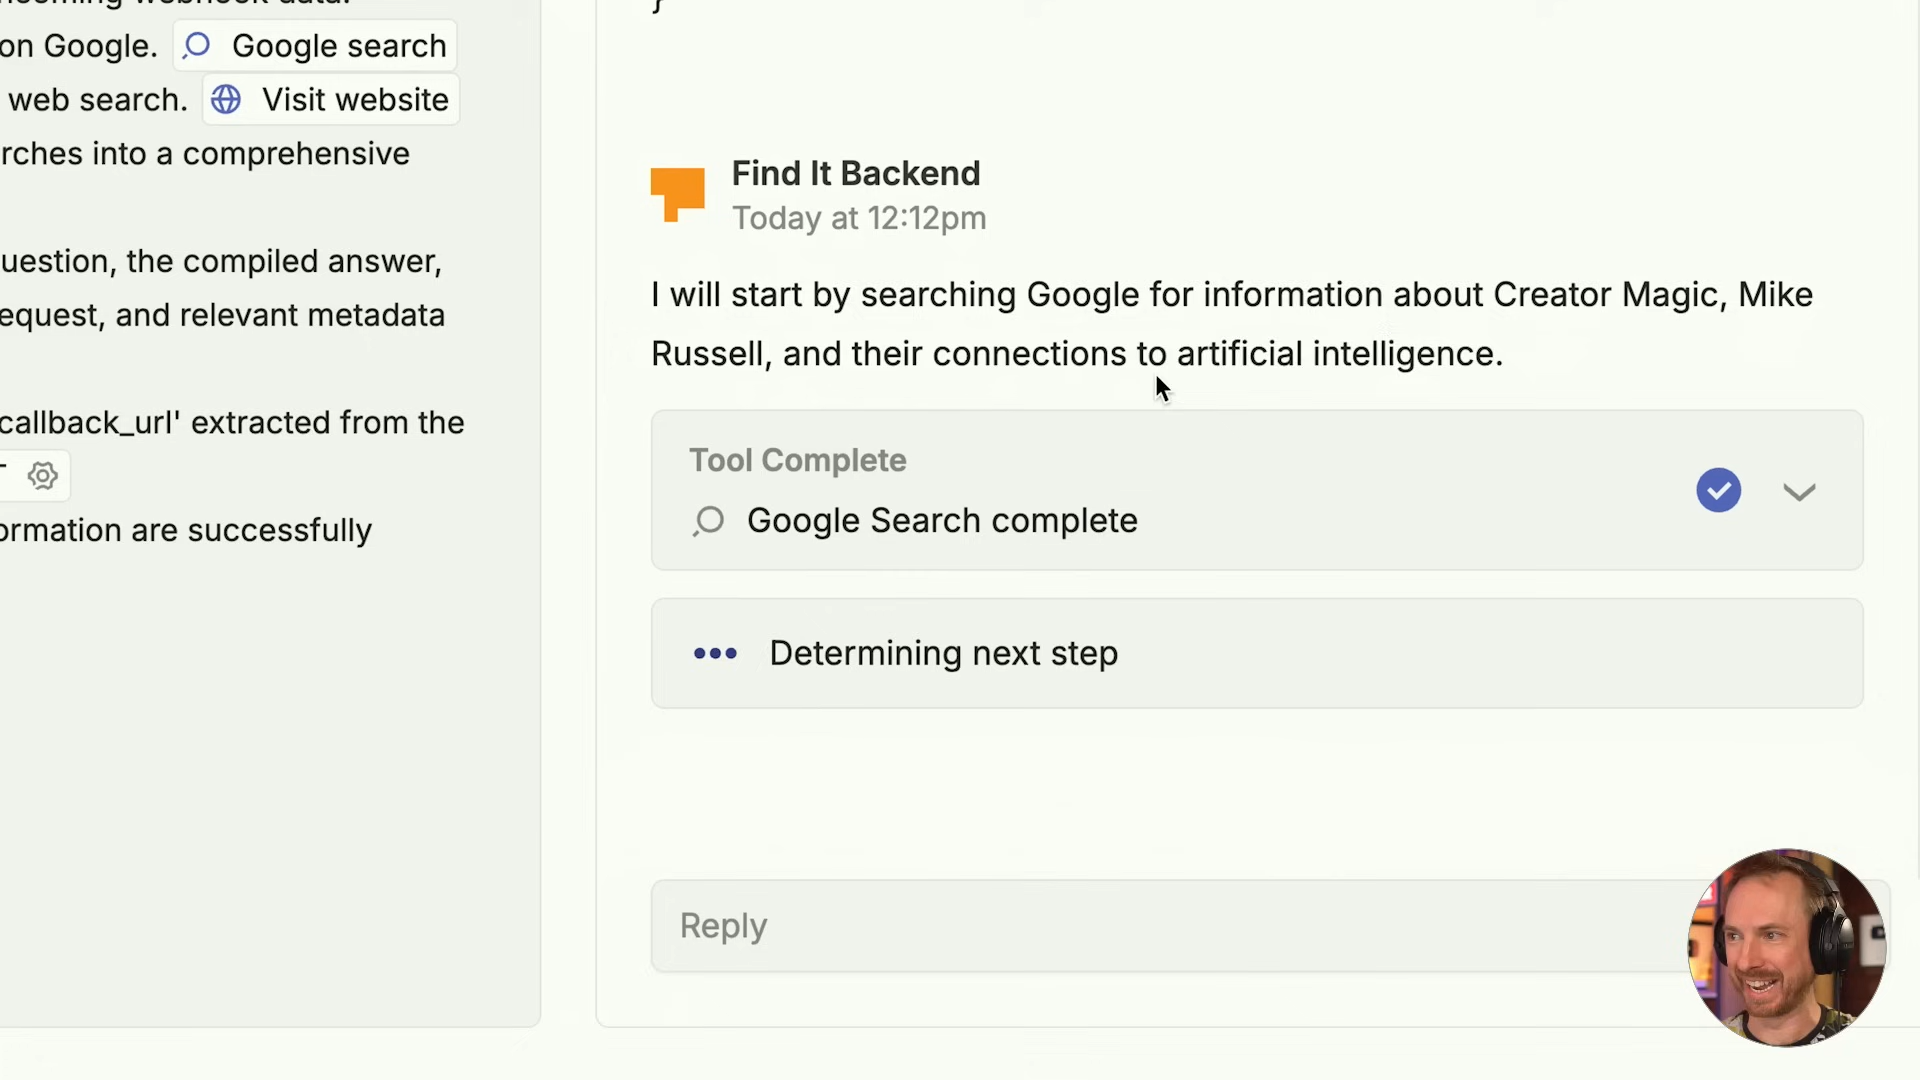 on Google. Google search
web search. Visit website
rches into a comprehensive
uestion, the compiled answer,
equest, and relevant metadata
callback_url' extracted from the
ormation are successfully
}
Find It Backend
Today at 12:12pm
I will start by searching Google for information about Creator Magic, Mike
Russell, and their connections to artificial intelligence.
Tool Complete
Google Search complete
Determining next step
Reply